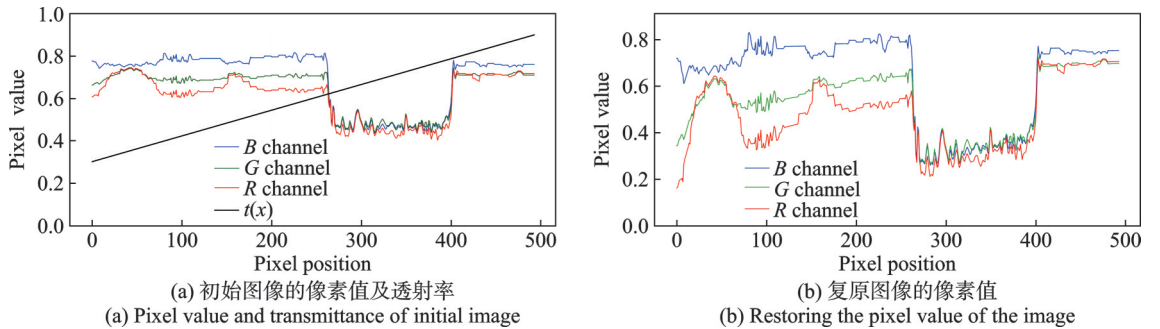 1.0
0.8
0.6
0.4
0.2
0.0
Pixel value
B channel
G channel
R channel
t(x)
0 100 200 300 400 500
Pixel position
(a) 初始图像的像素值及透射率
(a) Pixel value and transmittance of initial image
0.8
0.6
0.4
0.2
0.0
Pixel value
B channel
G channel
R channel
0 100 200 300 400 500
Pixel position
(b) 复原图像的像素值
(b) Restoring the pixel value of the image